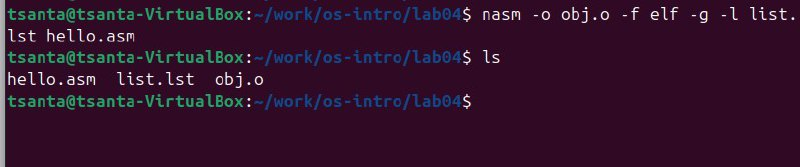 tsanta@tsanta-VirtualBox:~/work/os-intro/lab04$ nasm -o obj.o -f elf -g -l list.
lst hello.asm
tsanta@tsanta-VirtualBox:~/work/os-intro/lab04$ ls
hello.asm  list.lst  obj.o
tsanta@tsanta-VirtualBox:~/work/os-intro/lab04$